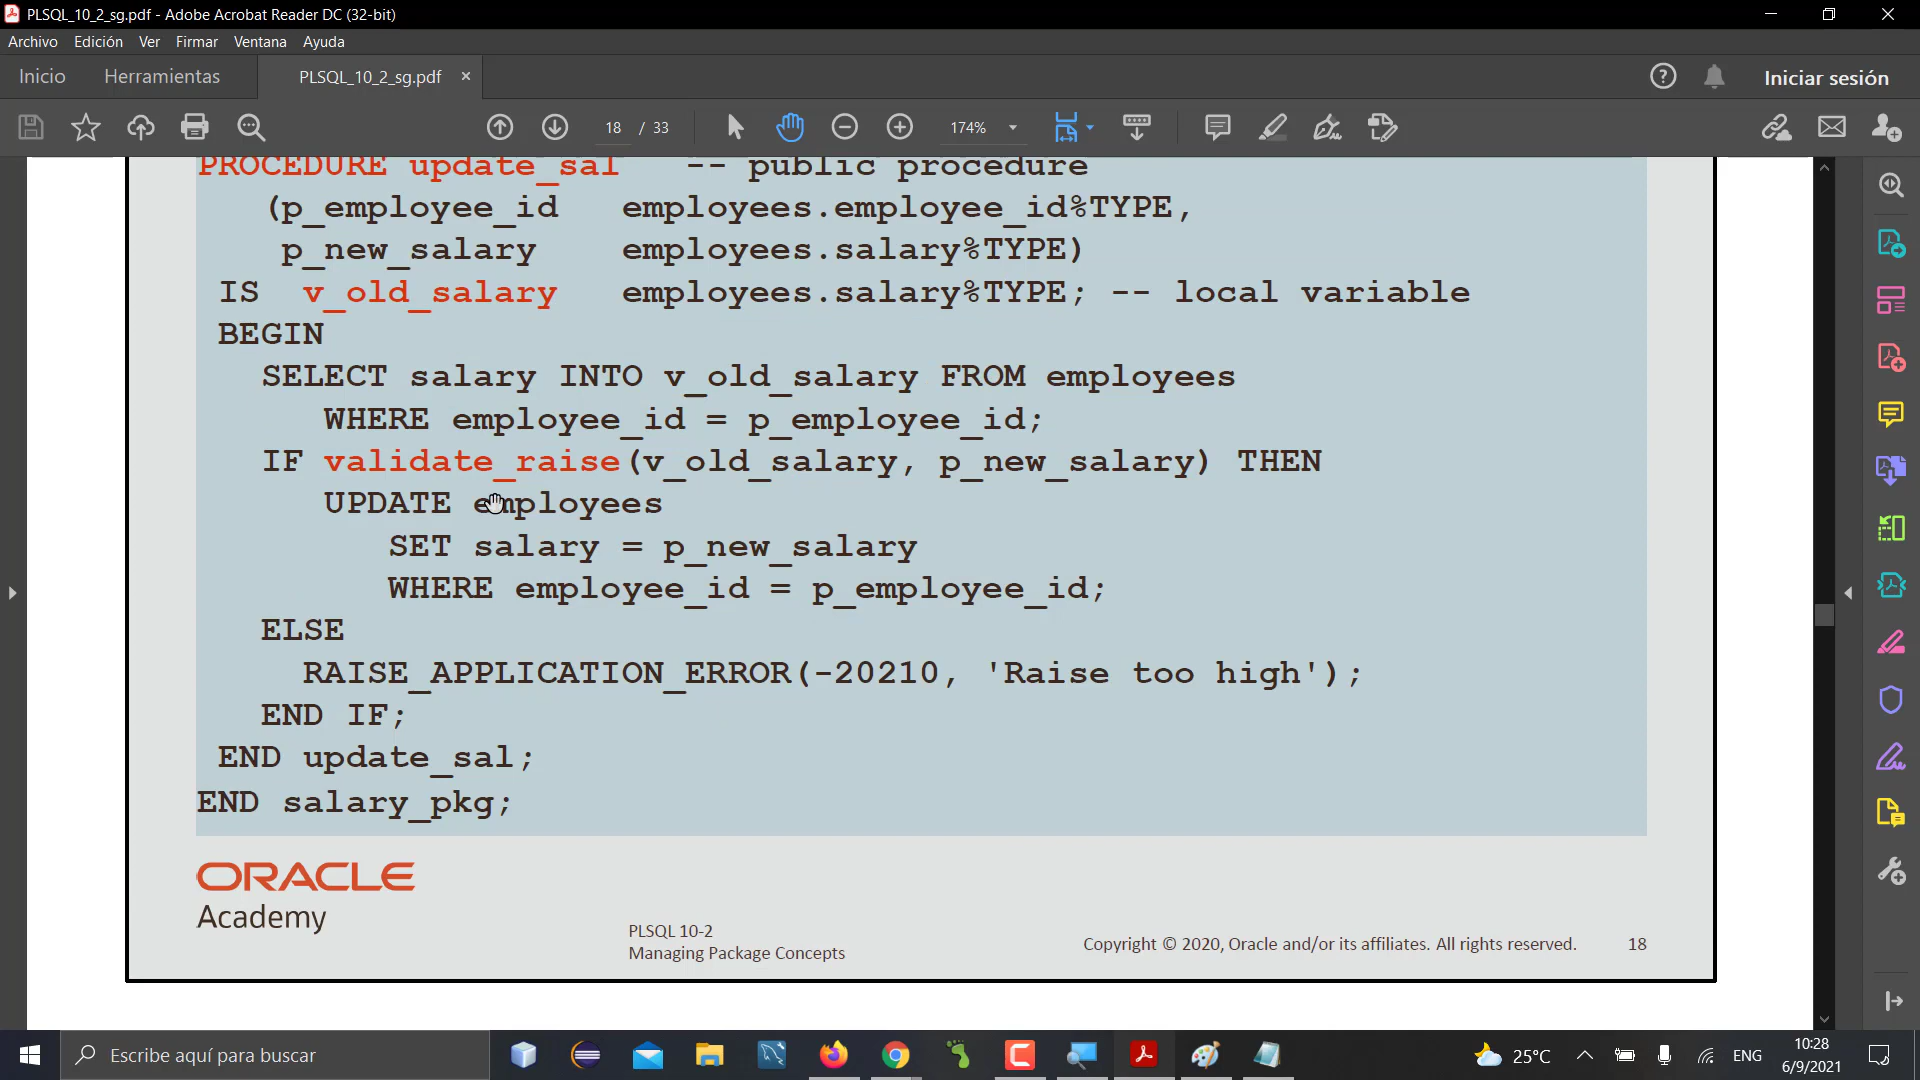 PLSQL_10_2_sg.pdf - Adobe Acrobat Reader DC (32-bit)
Archivo Edición Ver Firmar Ventana Ayuda
Inicio Herramientas PLSQL_10_2_sg.pdf × Iniciar sesión
18 / 33 174%
PROCEDURE update_sal -- public procedure
(p_employee_id employees.employee_id%TYPE,
p_new_salary employees.salary%TYPE)
IS v_old_salary employees.salary%TYPE; -- local variable
BEGIN
SELECT salary INTO v_old_salary FROM employees
WHERE employee_id = p_employee_id;
IF validate_raise(v_old_salary, p_new_salary) THEN
UPDATE employees
SET salary = p_new_salary
WHERE employee_id = p_employee_id;
ELSE
RAISE_APPLICATION_ERROR(-20210, 'Raise too high');
END IF;
END update_sal;
END salary_pkg;
ORACLE
Academy
PLSQL 10-2
Managing Package Concepts
Copyright © 2020, Oracle and/or its affiliates. All rights reserved. 18
Escribe aquí para buscar
25°C ENG
10:28
6/9/2021